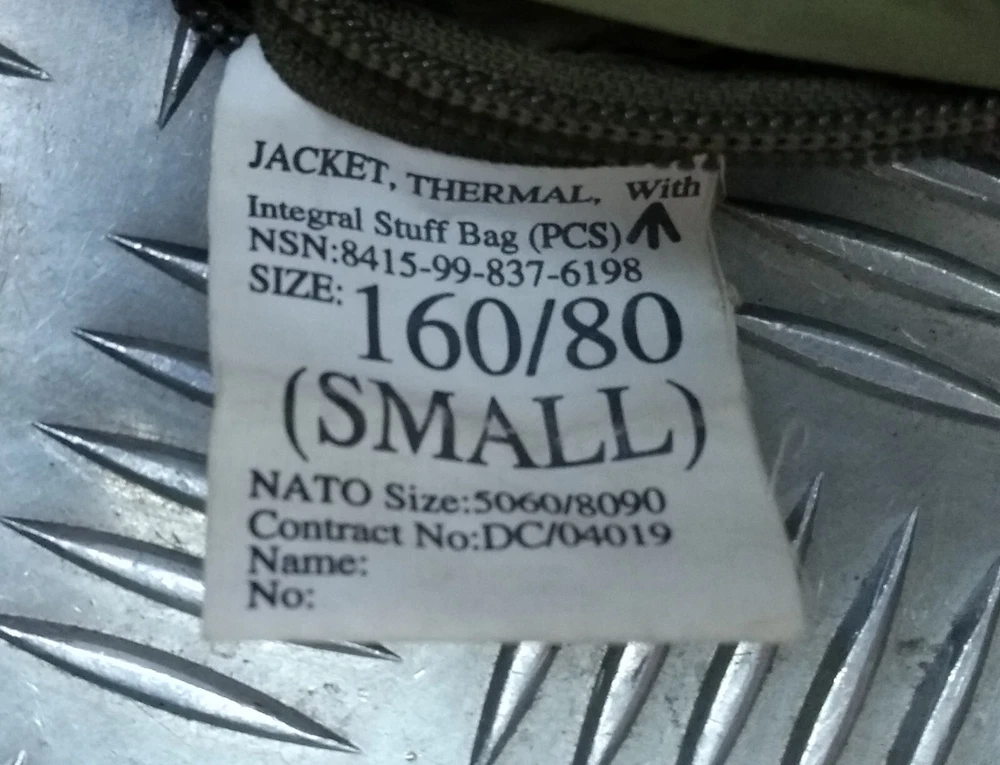 JACKET, THERMAL, With
Integral Stuff Bag (PCS)
NSN:8415-99-837-6198
SIZE: 160/80
(SMALL)
NATO Size:5060/8090
Contract No:DC/04019
Name:
No: